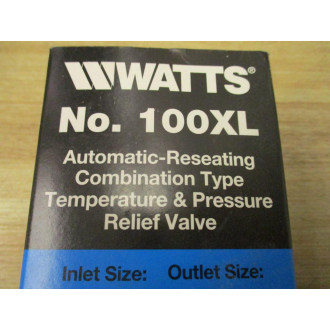 WATTS®
No. 100XL
Automatic-Reseating
Combination Type
Temperature & Pressure
Relief Valve
Inlet Size: Outlet Size: